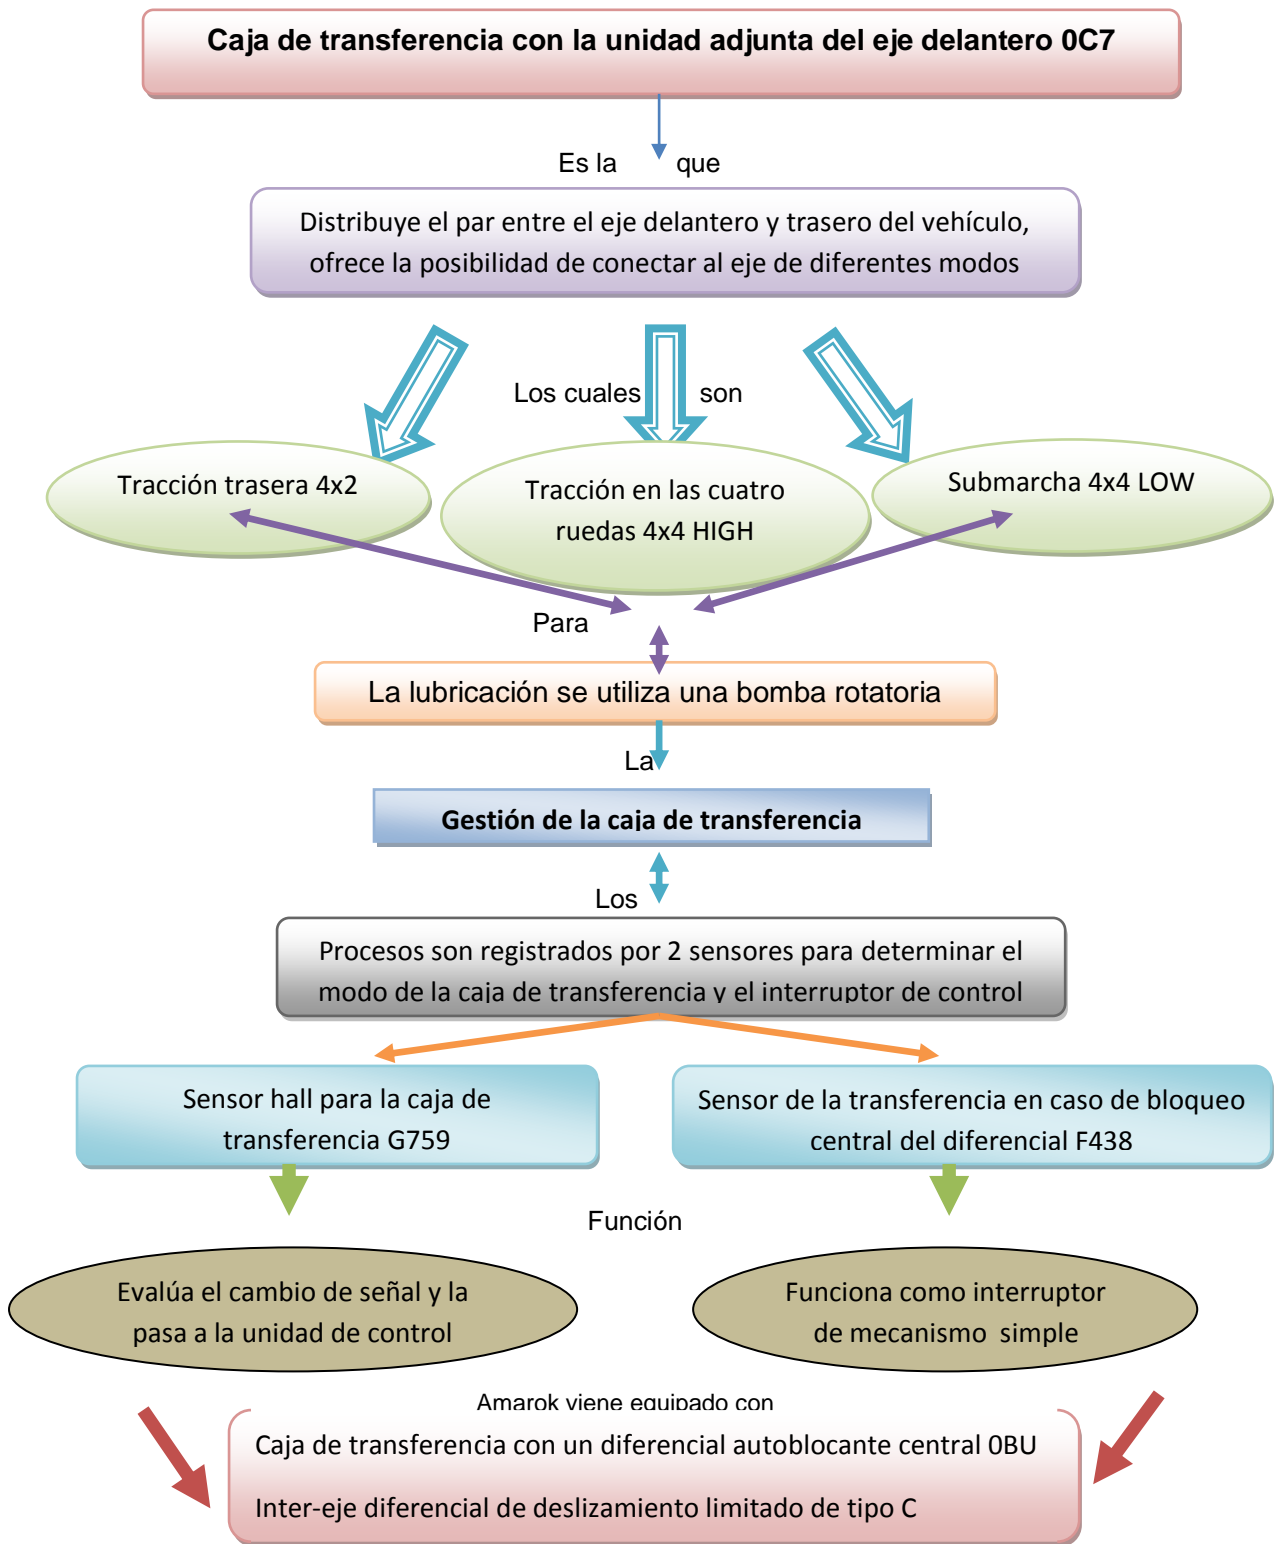 Caja de transferencia con la unidad adjunta del eje delantero 0C7
Es la que
Distribuye el par entre el eje delantero y trasero del vehículo,
ofrece la posibilidad de conectar al eje de diferentes modos
Los cuales son
Tracción trasera 4x2
Tracción en las cuatro
ruedas 4x4 HIGH
Submarcha 4x4 LOW
Para
La lubricación se utiliza una bomba rotatoria
La
Gestión de la caja de transferencia
Los
Procesos son registrados por 2 sensores para determinar el
modo de la caja de transferencia y el interruptor de control
Sensor hall para la caja de
transferencia G759
Sensor de la transferencia en caso de bloqueo
central del diferencial F438
Función
Evalúa el cambio de señal y la
pasa a la unidad de control
Funciona como interruptor
de mecanismo simple
Amarok viene equipado con
Caja de transferencia con un diferencial autoblocante central 0BU
Inter-eje diferencial de deslizamiento limitado de tipo C